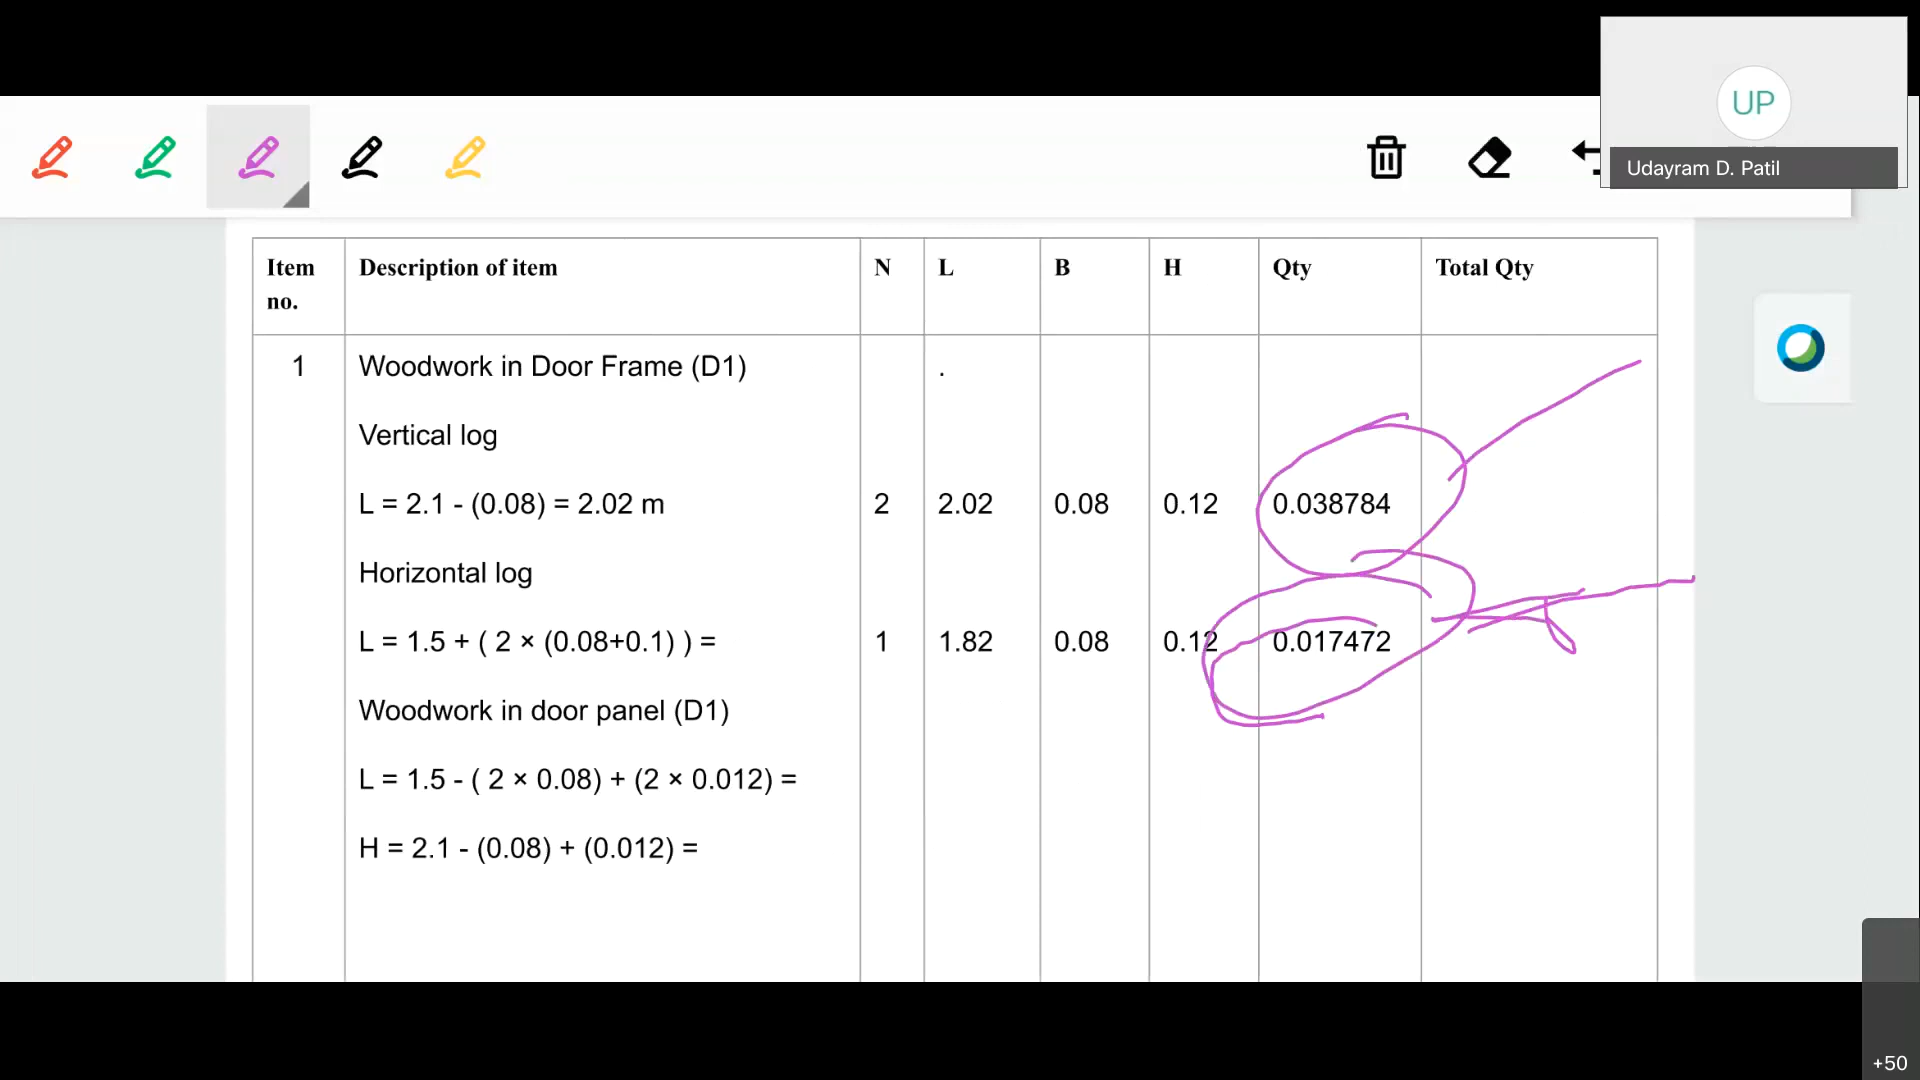 UP
Udayram D. Patil
Item no. Description of item N L B H Qty Total Qty
1 Woodwork in Door Frame (D1) .
Vertical log
L = 2.1 - (0.08) = 2.02 m 2 2.02 0.08 0.12 0.038784
Horizontal log
L = 1.5 + ( 2 × (0.08+0.1) ) = 1 1.82 0.08 0.12 0.017472
Woodwork in door panel (D1)
L = 1.5 - ( 2 × 0.08) + (2 × 0.012) =
H = 2.1 - (0.08) + (0.012) =
+50